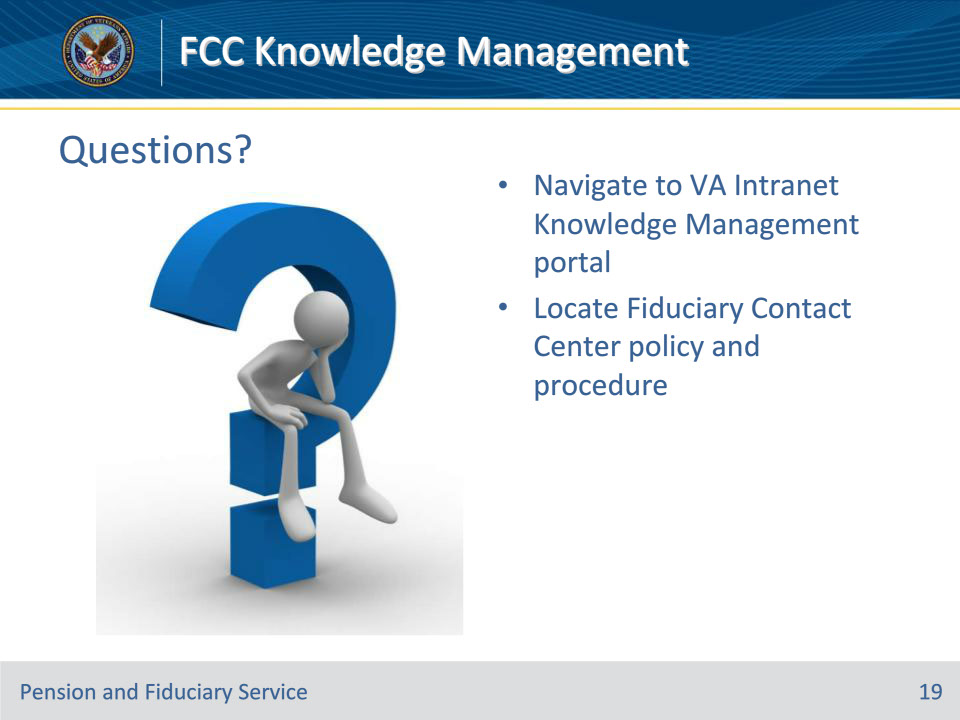 FCC Knowledge Management
Questions?
• Navigate to VA Intranet
Knowledge Management
portal
• Locate Fiduciary Contact
Center policy and
procedure
Pension and Fiduciary Service
19